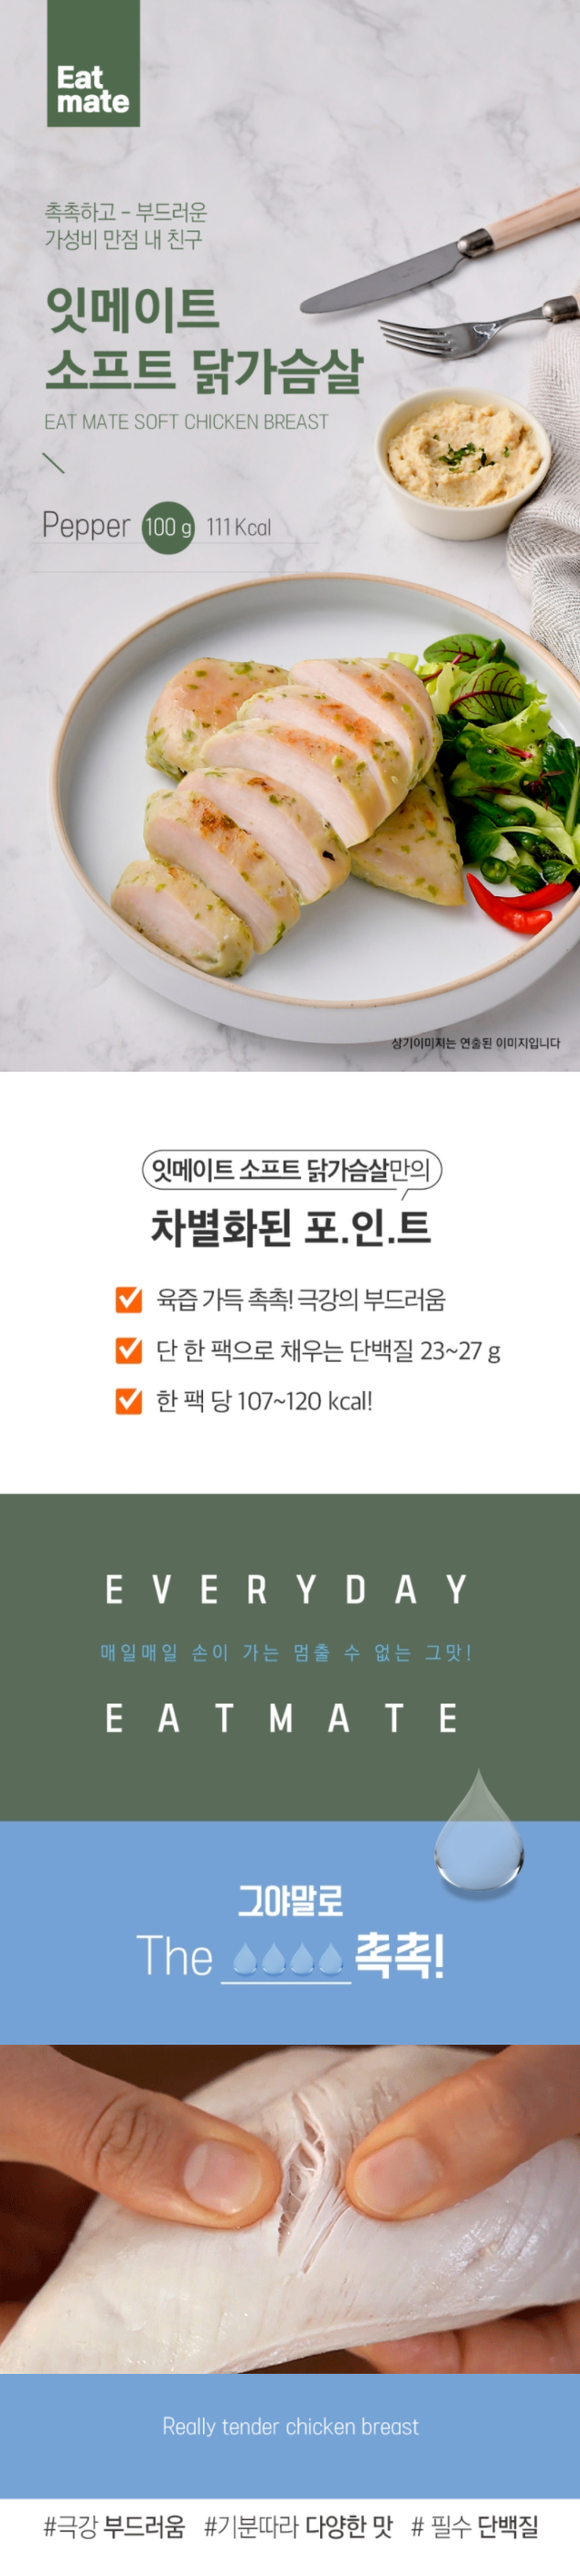 Eat
mate
촉촉하고 - 부드러운
가성비 만점 내 친구
잇메이트
소프트 닭가슴살
EAT MATE SOFT CHICKEN BREAST
Pepper 100 g 111 Kcal
상기이미지는 연출된 이미지입니다
잇메이트 소프트 닭가슴살만의
차별화된 포.인.트
육즙 가득 촉촉! 극강의 부드러움
단 한 팩으로 채우는 단백질 23~27 g
한 팩 당 107~120 kcal!
EVERYDAY
매일매일 손이 가는 멈출 수 없는 그맛!
EATMATE
그야말로
The 촉촉!
Really tender chicken breast
#극강 부드러움 #기분따라 다양한 맛 # 필수 단백질